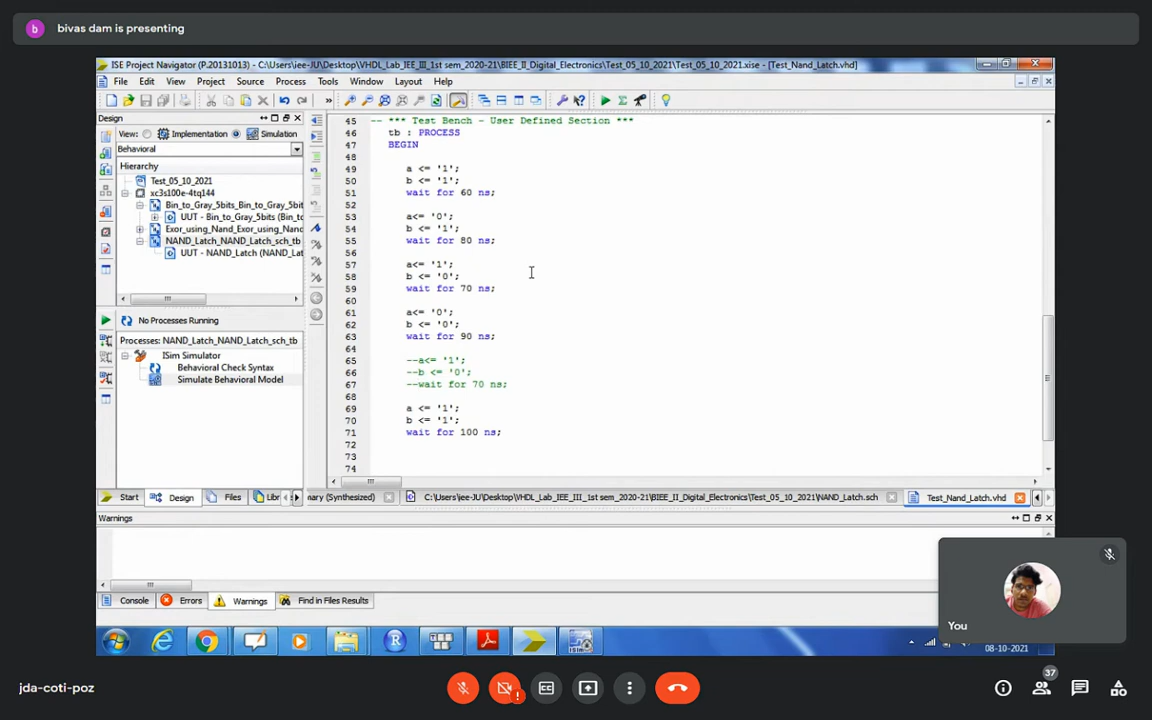 b
bivas dam is presenting
ISE Project Navigator (P.20131013) - C:\Users\iee-JU\Desktop\VHDL_Lab_IEE_III_1st sem_2020-21\BIEE_II_Digital_Electronics\Test_05_10_2021\Test_05_10_2021.xise - [Test_Nand_Latch.vhd]
File Edit View Project Source Process Tools Window Layout Help
Design
View: Implementation Simulation
Behavioral
Hierarchy
Test_05_10_2021
xc3s100e-4tq144
Bin_to_Gray_5bits_Bin_to_G
UUT - Bin_to_Gray_5bits (Bin_to
Exor_using_Nand_Exor_using_Na
NAND_Latch_NAND_Latch_sch_tb
UUT - NAND_Latch (NAND_Lat
No Processes Running
Processes: NAND_Latch_NAND_Latch_sch_tb
ISim Simulator
Behavioral Check Syntax
Simulate Behavioral Model
45 -- *** Test Bench - User Defined Section ***
46 tb : PROCESS
47 BEGIN
48
49 a <= '1';
50 b <= '1';
51 wait for 60 ns;
52
53 a<= '0';
54 b <= '1';
55 wait for 80 ns;
56
57 a<= '1';
58 b <= '0';
59 wait for 70 ns;
60
61 a<= '0';
62 b <= '0';
63 wait for 90 ns;
64
65 --a<= '1';
66 --b <= '0';
67 --wait for 70 ns;
68
69 a <= '1';
70 b <= '1';
71 wait for 100 ns;
72
73
74
Start Design Files Libr mary (Synthesized) C:\Users\iee-JU\Desktop\VHDL_Lab_IEE_III_1st sem_2020-21\BIEE_II_Digital_Electronics\Test_05_10_2021\NAND_Latch.sch Test_Nand_Latch.vhd
Warnings
Console Errors Warnings Find in Files Results
You
R
08-10-2021
jda-coti-poz
37